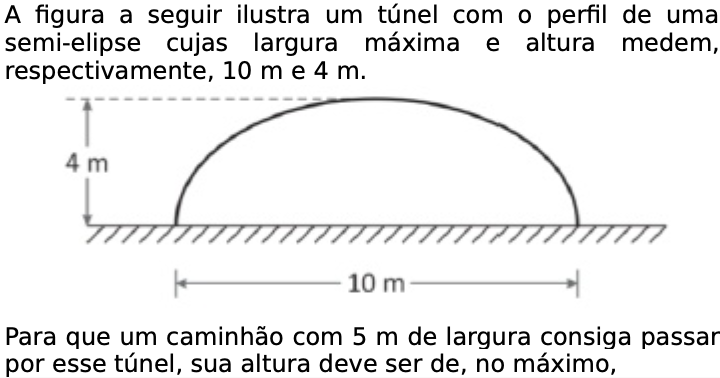 A figura a seguir ilustra um túnel com o perfil de uma
semi-elipse cujas largura máxima e altura medem,
respectivamente, 10 m e 4 m.
4 m
10 m
Para que um caminhão com 5 m de largura consiga passar
por esse túnel, sua altura deve ser de, no máximo,